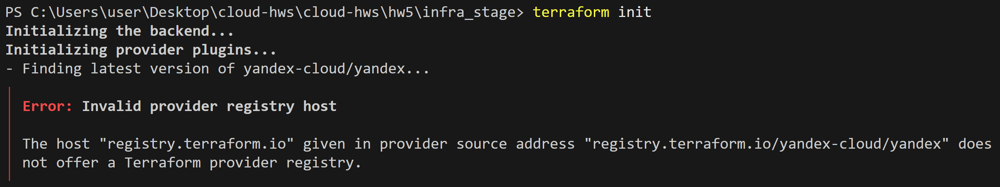 PS C:\Users\user\Desktop\cloud-hws\cloud-hws\hw5\infra_stage> terraform init
Initializing the backend...
Initializing provider plugins...
- Finding latest version of yandex-cloud/yandex...
Error: Invalid provider registry host
The host "registry.terraform.io" given in provider source address "registry.terraform.io/yandex-cloud/yandex" does
not offer a Terraform provider registry.